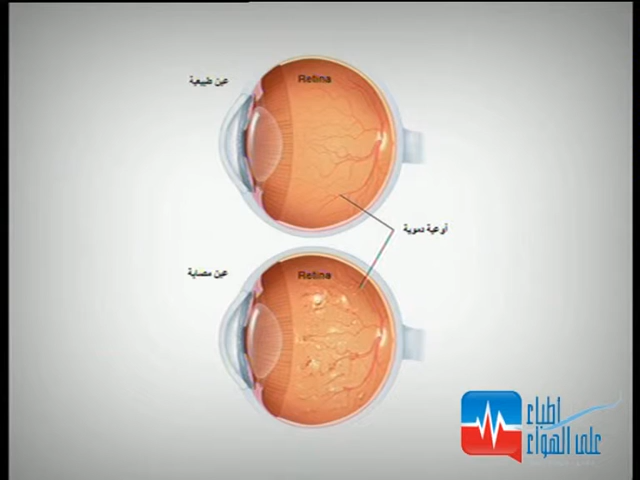 عين طبيعية
Retina
أوعية دموية
عين مصابة
Retina
اطباء
على الهواء